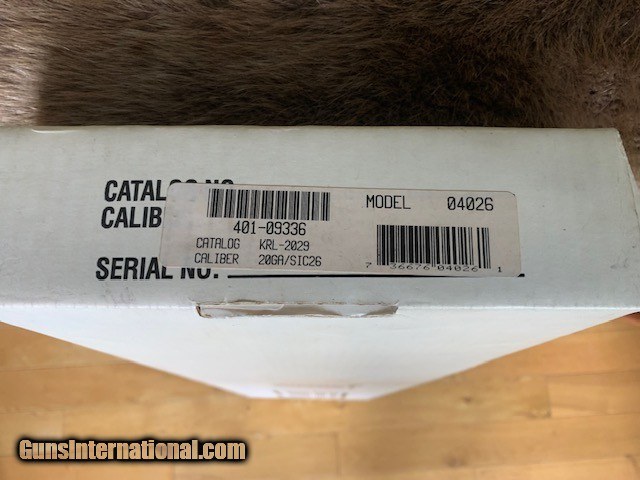 CATALOG NO.
CALIB
SERIAL NO.
401-09336
CATALOG KRL-2029
CALIBER 20GA/SIC26
MODEL 04026
7 36676 04026 1
GunsInternational.com